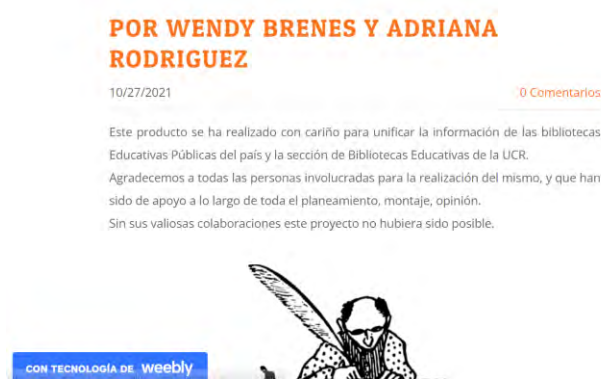 POR WENDY BRENES Y ADRIANA
RODRIGUEZ
10/27/2021
0 Comentarios
Este producto se ha realizado con cariño para unificar la información de las bibliotecas
Educativas Públicas del país y la sección de Bibliotecas Educativas de la UCR.
Agradecemos a todas las personas involucradas para la realización del mismo, y que han
sido de apoyo a lo largo de toda el planeamiento, montaje, opinión.
Sin sus valiosas colaboraciones este proyecto no hubiera sido posible.
CON TECNOLOGÍA DE weebly